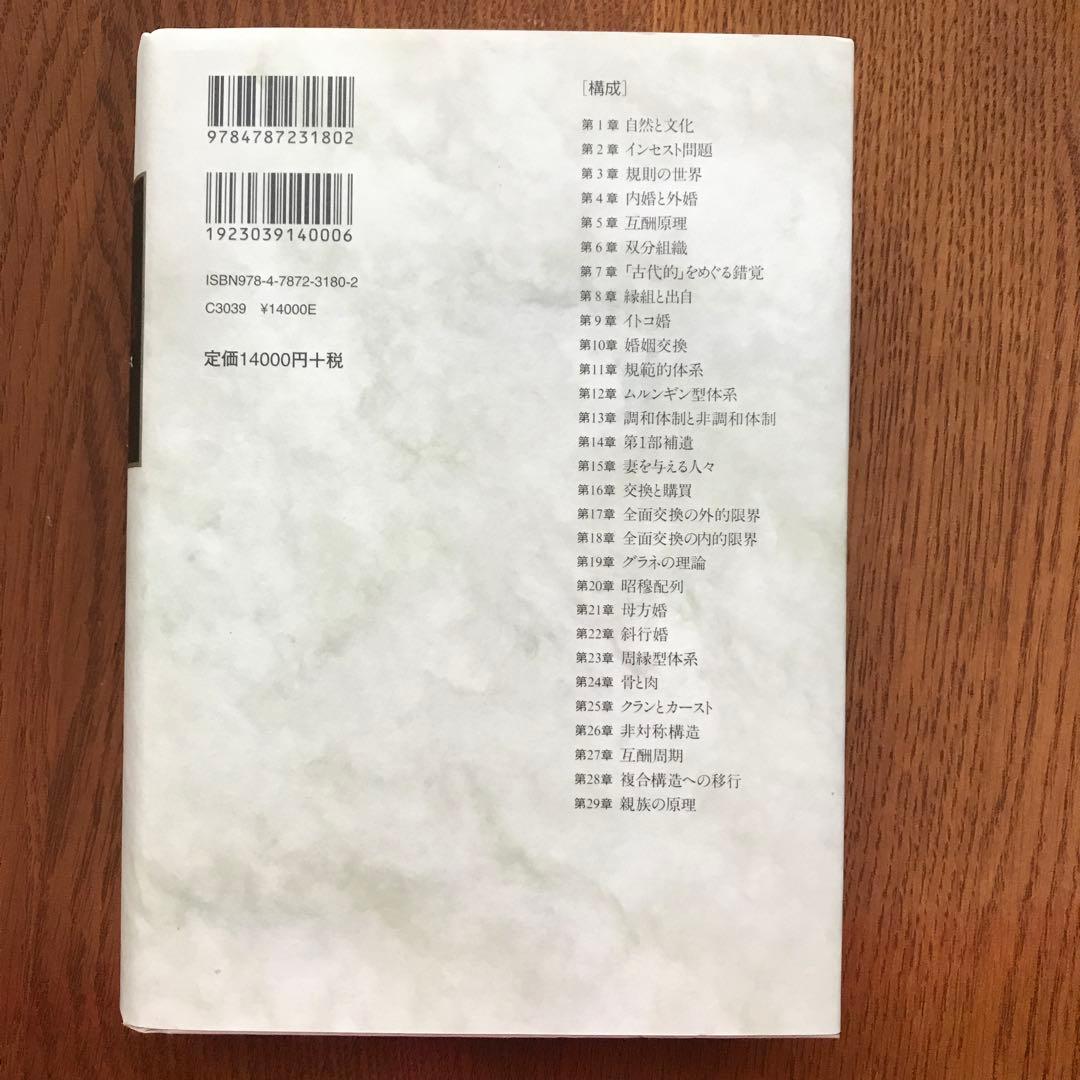 9784787231802
1923039140006
ISBN978-4-7872-3180-2
C3039 ¥14000E
定価14000円+税
[構成]
第1章 自然と文化
第2章 インセスト問題
第3章 規則の世界
第4章 内婚と外婚
第5章 互酬原理
第6章 双分組織
第7章 「古代的」をめぐる錯覚
第8章 縁組と出自
第9章 イトコ婚
第10章 婚姻交換
第11章 規範的体系
第12章 ムルンギン型体系
第13章 調和体制と非調和体制
第14章 第1部補遺
第15章 妻を与える人々
第16章 交換と購買
第17章 全面交換の外的限界
第18章 全面交換の内的限界
第19章 グラネの理論
第20章 昭穆配列
第21章 母方婚
第22章 斜行婚
第23章 周縁型体系
第24章 骨と肉
第25章 クランとカースト
第26章 非対称構造
第27章 互酬周期
第28章 複合構造への移行
第29章 親族の原理